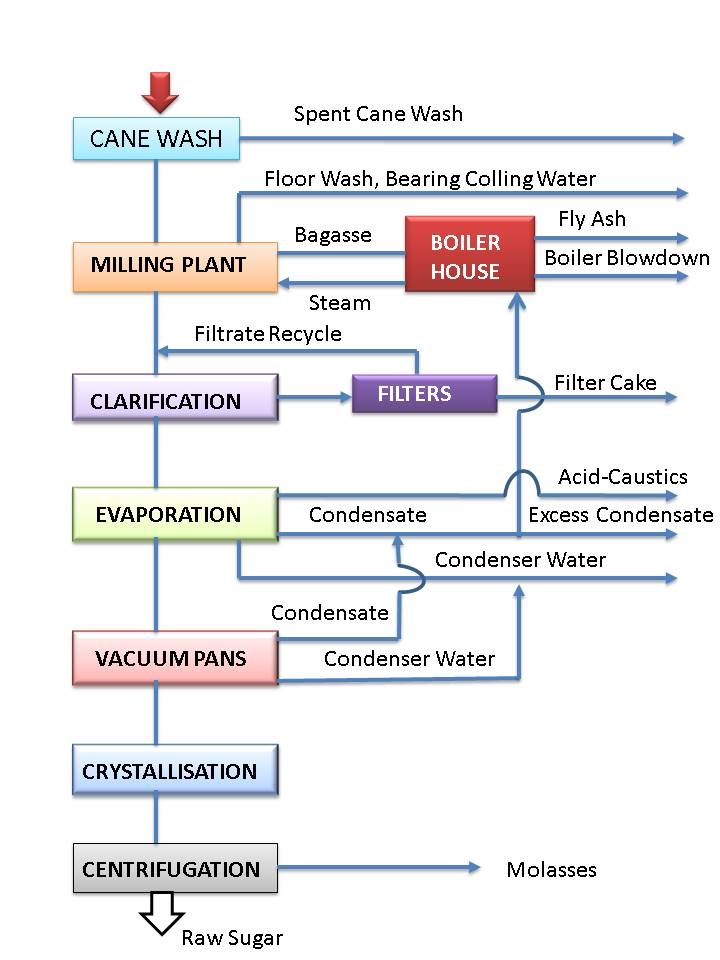 Spent Cane Wash
CANE WASH
Floor Wash, Bearing Colling Water
Fly Ash
Bagasse
BOILER
HOUSE
Boiler Blowdown
MILLING PLANT
Steam
Filtrate Recycle
CLARIFICATION
FILTERS
Filter Cake
Acid-Caustics
EVAPORATION
Condensate
Excess Condensate
Condenser Water
Condensate
VACUUM PANS
Condenser Water
CRYSTALLISATION
CENTRIFUGATION
Molasses
Raw Sugar